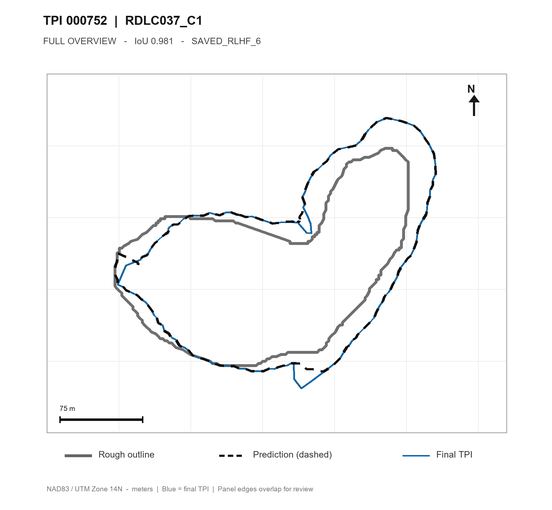 TPI 000752 | RDLC037_C1
FULL OVERVIEW - IoU 0.981 - SAVED_RLHF_6
N
75 m
Rough outline
Prediction (dashed)
Final TPI
NAD83 / UTM Zone 14N - meters | Blue = final TPI | Panel edges overlap for review